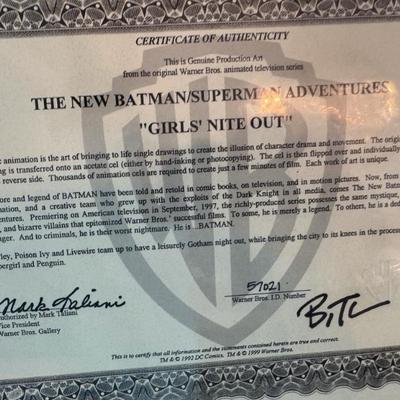 CERTIFICATE OF AUTHENTICITY
This is Genuine Production Art
from the original Warner Bros. animated television series
THE NEW BATMAN/SUPERMAN ADVENTURES
"GIRLS' NITE OUT"
animation is the art of bringing to life single drawings to create the illusion of character drama and movement. The origi
ng is transferred onto an acetate cel (either by hand-inking or photocopying). The cel is then flipped over and individually
reverse side. Thousands of animation cels are required to create just a few minutes of film. Each work of art is unique.
ore and legend of BATMAN have been told and retold in comic books, on television, and in motion pictures. Now, from
mation, and a creative team who grew up with the exploits of the Dark Knight in all media, comes The New Batm
ventures. Premiering on American television in September, 1997, the richly-produced series possesses the same mystique,
, and bizarre villains that epitomized Warner Bros.' successful films. To some, he is merely a legend. To others, he is a dedi
nger. And to criminals, he is their worst nightmare. He is...BATMAN.
ley, Poison Ivy and Livewire team up to have a leisurely Gotham night out, while bringing the city to its knees in the process
pergirl and Penguin.
Mark Taliani
uthorized by Mark Taliani
Vice President
Warner Bros. Gallery
57021
Warner Bros. I.D. Number
This is to certify that all information and the statements contained herein are true and correct.
TM & © 1992 DC Comics. TM & © 1999 Warner Bros.